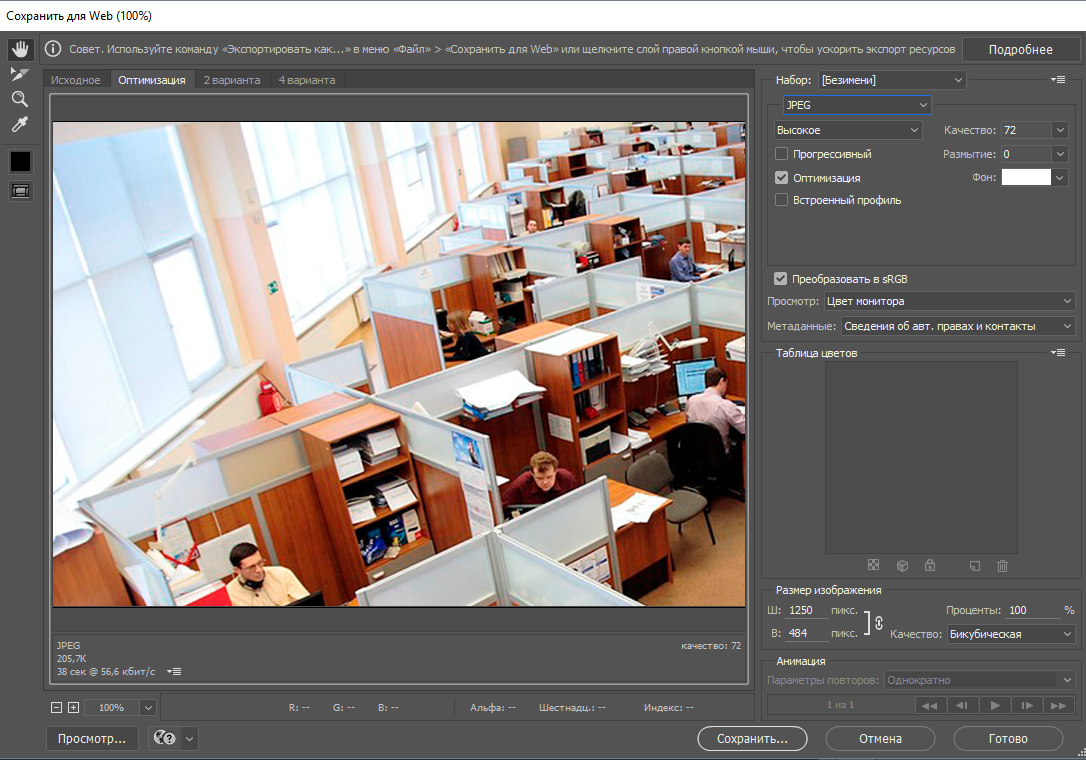 Сохранить для Web (100%)
Совет. Используйте команду «Экспортировать как...» в меню «Файл» > «Сохранить для Web» или щелкните слой правой кнопкой мыши, чтобы ускорить экспорт ресурсов
Подробнее
Исходное Оптимизация 2 варианта 4 варианта
Набор: [Безимени]
JPEG
Высокое Качество: 72
Прогрессивный Размытие: 0
Оптимизация Фон:
Встроенный профиль
Преобразовать в sRGB
Просмотр: Цвет монитора
Метаданные: Сведения об авт. правах и контакты
Таблица цветов
Размер изображения
Ш: 1250 пикс. Проценты: 100 %
В: 484 пикс. Качество: Бикубическая
Анимация
Параметры повторов: Однократно
1 из 1
JPEG качество: 72
205,7K
38 сек @ 56,6 кбит/с
100% R: -- G: -- B: -- Альфа: -- Шестнадц.: -- Индекс: --
Просмотр... Сохранить... Отмена Готово